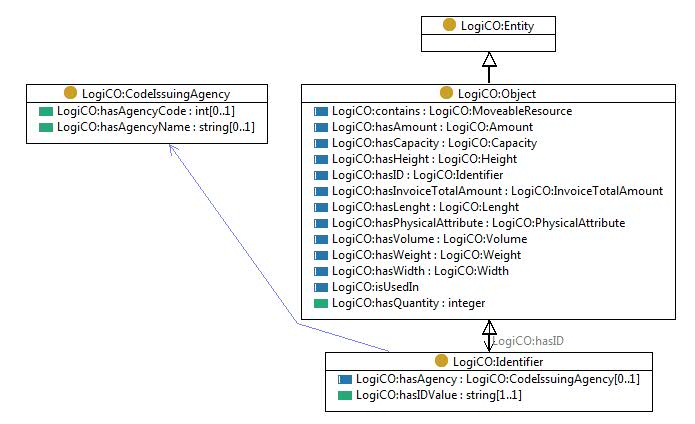 LogiCO:Entity
LogiCO:CodeIssuingAgency
LogiCO:hasAgencyCode : int[0..1]
LogiCO:hasAgencyName : string[0..1]
LogiCO:Object
LogiCO:contains : LogiCO:MoveableResource
LogiCO:hasAmount : LogiCO:Amount
LogiCO:hasCapacity : LogiCO:Capacity
LogiCO:hasHeight : LogiCO:Height
LogiCO:hasID : LogiCO:Identifier
LogiCO:hasInvoiceTotalAmount : LogiCO:InvoiceTotalAmount
LogiCO:hasLenght : LogiCO:Lenght
LogiCO:hasPhysicalAttribute : LogiCO:PhysicalAttribute
LogiCO:hasVolume : LogiCO:Volume
LogiCO:hasWeight : LogiCO:Weight
LogiCO:hasWidth : LogiCO:Width
LogiCO:isUsedIn
LogiCO:hasQuantity : integer
LogiCO:hasID
LogiCO:Identifier
LogiCO:hasAgency : LogiCO:CodeIssuingAgency[0..1]
LogiCO:hasIDValue : string[1..1]